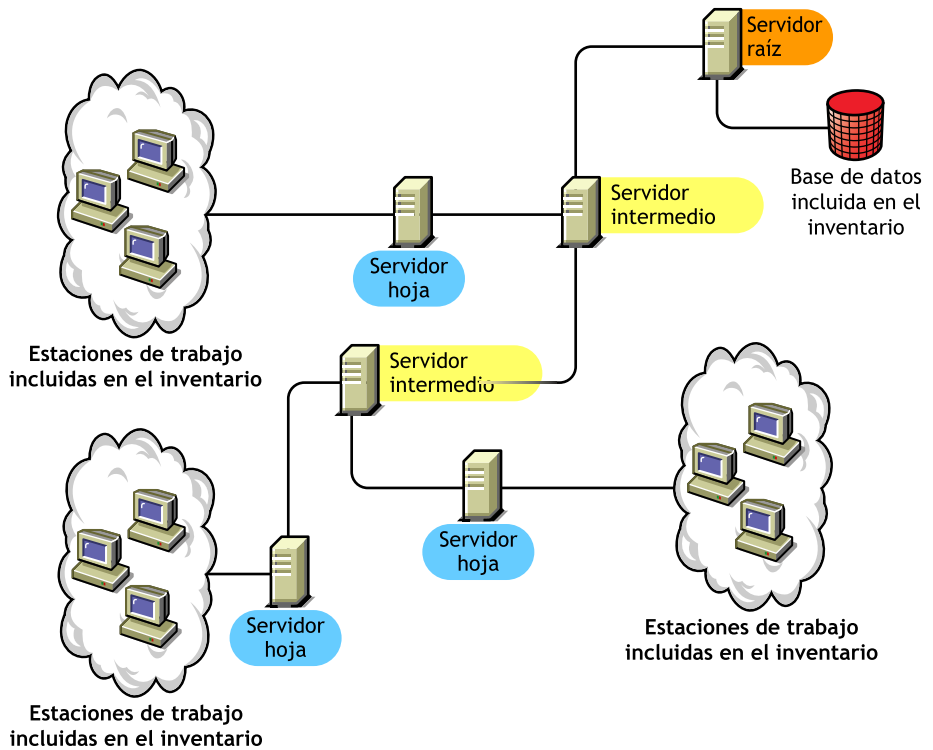 Servidor
raíz
Base de datos
incluida en el
inventario
Servidor
intermedio
Servidor
hoja
Estaciones de trabajo
incluidas en el inventario
Servidor
intermedio
Servidor
hoja
Estaciones de trabajo
incluidas en el inventario
Servidor
hoja
Estaciones de trabajo
incluidas en el inventario